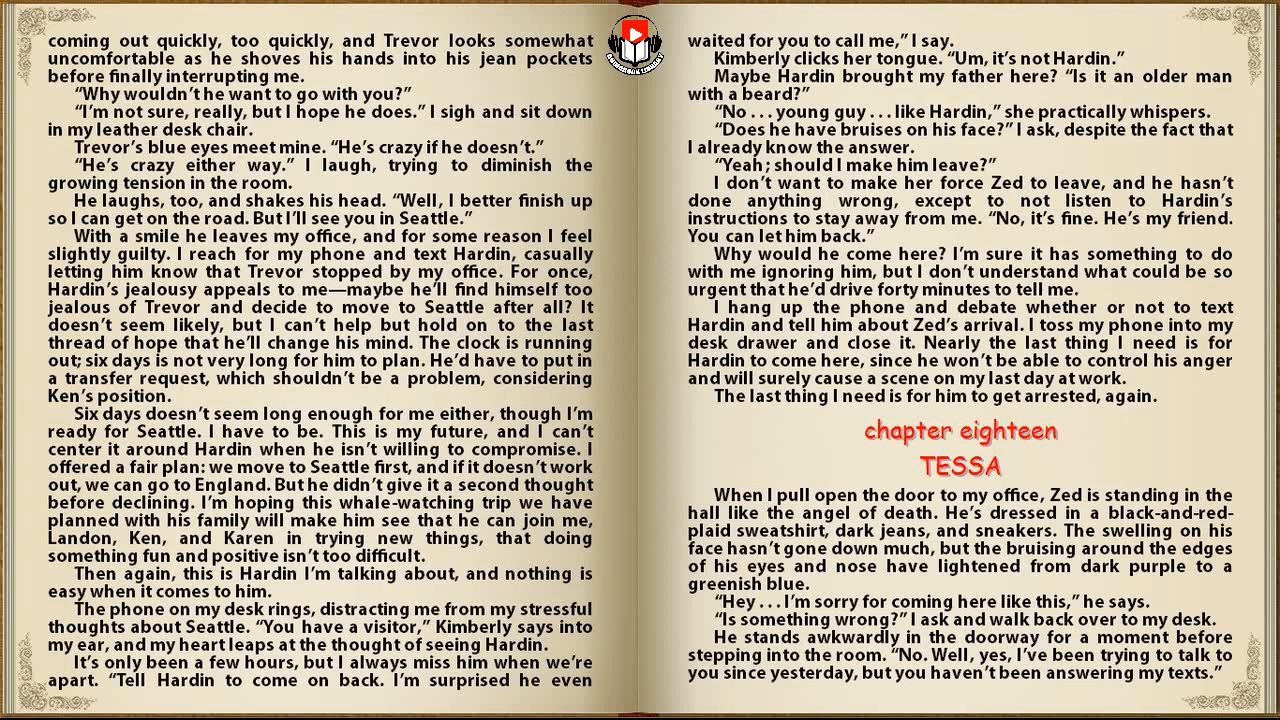 coming out quickly, too quickly, and Trevor looks somewhat
uncomfortable as he shoves his hands into his jean pockets
before finally interrupting me.
“Why wouldn’t he want to go with you?”
“I’m not sure, really, but I hope he does.” I sigh and sit down
in my leather desk chair.
Trevor’s blue eyes meet mine. “He’s crazy if he doesn’t.”
“He’s crazy either way.” I laugh, trying to diminish the
growing tension in the room.
He laughs, too, and shakes his head. “Well, I better finish up
so I can get on the road. But I’ll see you in Seattle.”
With a smile he leaves my office, and for some reason I feel
slightly guilty. I reach for my phone and text Hardin, casually
letting him know that Trevor stopped by my office. For once,
Hardin’s jealousy appeals to me—maybe he’ll find himself too
jealous of Trevor and decide to move to Seattle after all? It
doesn’t seem likely, but I can’t help but hold on to the last
thread of hope that he’ll change his mind. The clock is running
out; six days is not very long for him to plan. He’d have to put in
a transfer request, which shouldn’t be a problem, considering
Ken’s position.
Six days doesn’t seem long enough for me either, though I’m
ready for Seattle. I have to be. This is my future, and I can’t
center it around Hardin when he isn’t willing to compromise. I
offered a fair plan: we move to Seattle first, and if it doesn’t work
out, we can go to England. But he didn’t give it a second thought
before declining. I’m hoping this whale-watching trip we have
planned with his family will make him see that he can join me,
Landon, Ken, and Karen in trying new things, that doing
something fun and positive isn’t too difficult.
Then again, this is Hardin I’m talking about, and nothing is
easy when it comes to him.
The phone on my desk rings, distracting me from my stressful
thoughts about Seattle. “You have a visitor,” Kimberly says into
my ear, and my heart leaps at the thought of seeing Hardin.
It’s only been a few hours, but I always miss him when we’re
apart. “Tell Hardin to come on back. I’m surprised he even
waited for you to call me,” I say.
Kimberly clicks her tongue. “Um, it’s not Hardin.”
Maybe Hardin brought my father here? “Is it an older man
with a beard?”
“No . . . young guy . . . like Hardin,” she practically whispers.
“Does he have bruises on his face?” I ask, despite the fact that
I already know the answer.
“Yeah; should I make him leave?”
I don’t want to make her force Zed to leave, and he hasn’t
done anything wrong, except to not listen to Hardin’s
instructions to stay away from me. “No, it’s fine. He’s my friend.
You can let him back.”
Why would he come here? I’m sure it has something to do
with me ignoring him, but I don’t understand what could be so
urgent that he’d drive forty minutes to tell me.
I hang up the phone and debate whether or not to text
Hardin and tell him about Zed’s arrival. I toss my phone into my
desk drawer and close it. Nearly the last thing I need is for
Hardin to come here, since he won’t be able to control his anger
and will surely cause a scene on my last day at work.
The last thing I need is for him to get arrested, again.
chapter eighteen
TESSA
When I pull open the door to my office, Zed is standing in the
hall like the angel of death. He’s dressed in a black-and-red-
plaid sweatshirt, dark jeans, and sneakers. The swelling on his
face hasn’t gone down much, but the bruising around the edges
of his eyes and nose have lightened from dark purple to a
greenish blue.
“Hey . . . I’m sorry for coming here like this,” he says.
“Is something wrong?” I ask and walk back over to my desk.
He stands awkwardly in the doorway for a moment before
stepping into the room. “No. Well, yes, I’ve been trying to talk to
you since yesterday, but you haven’t been answering my texts.”